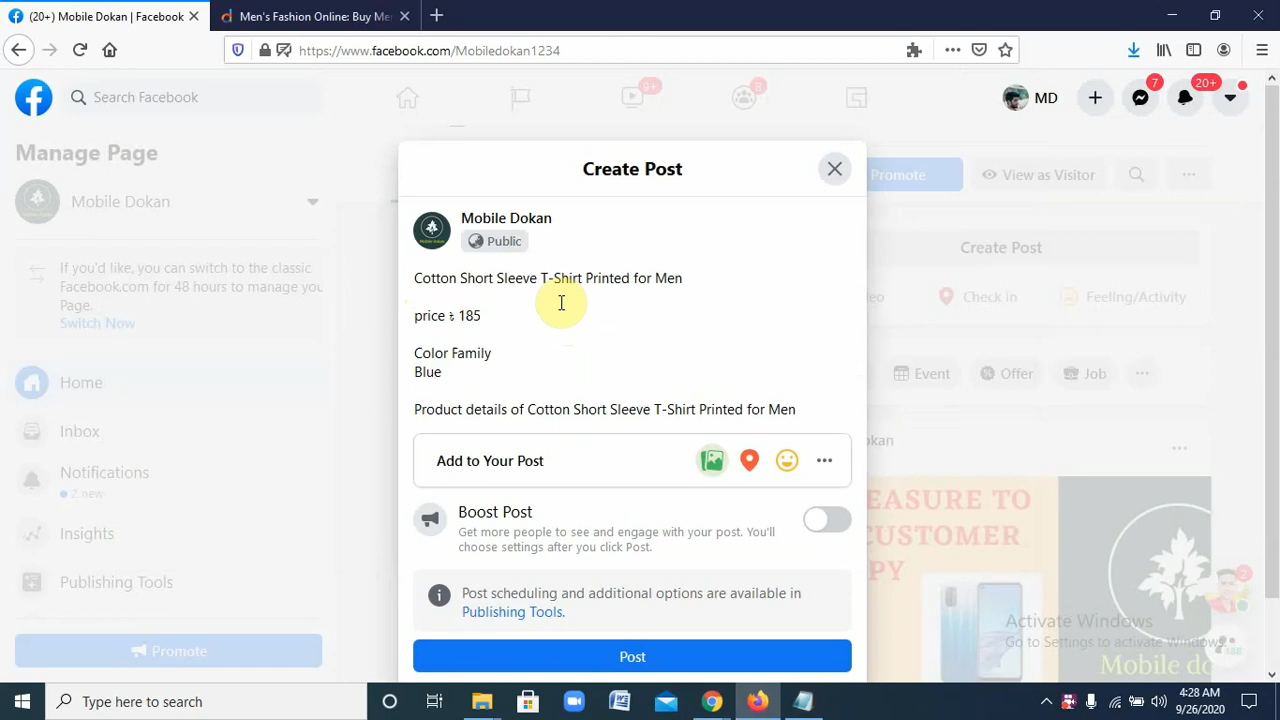 (20+) Mobile Dokan | Facebook
Men's Fashion Online: Buy Me
https://www.facebook.com/Mobiledokan1234
Search Facebook
9+
8
MD
7
20+
Manage Page
Mobile Dokan
If you'd like, you can switch to the classic
Facebook.com for 48 hours to manage you
Page.
Switch Now
Home
Inbox
Notifications
2 new
Insights
Publishing Tools
Promote
Create Post
Mobile Dokan
Public
Cotton Short Sleeve T-Shirt Printed for Men
price ৳ 185
Color Family
Blue
Product details of Cotton Short Sleeve T-Shirt Printed for Men
Add to Your Post
Boost Post
Get more people to see and engage with your post. You'll
choose settings after you click Post.
Post scheduling and additional options are available in
Publishing Tools.
Post
Promote
View as Visitor
Create Post
Check in
Feeling/Activity
Event
Offer
Job
EASURE TO
CUSTOMER
PY
2
Activate Windows
Go to Settings to activate Windows.
Mobile do
Type here to search
4:28 AM
9/26/2020